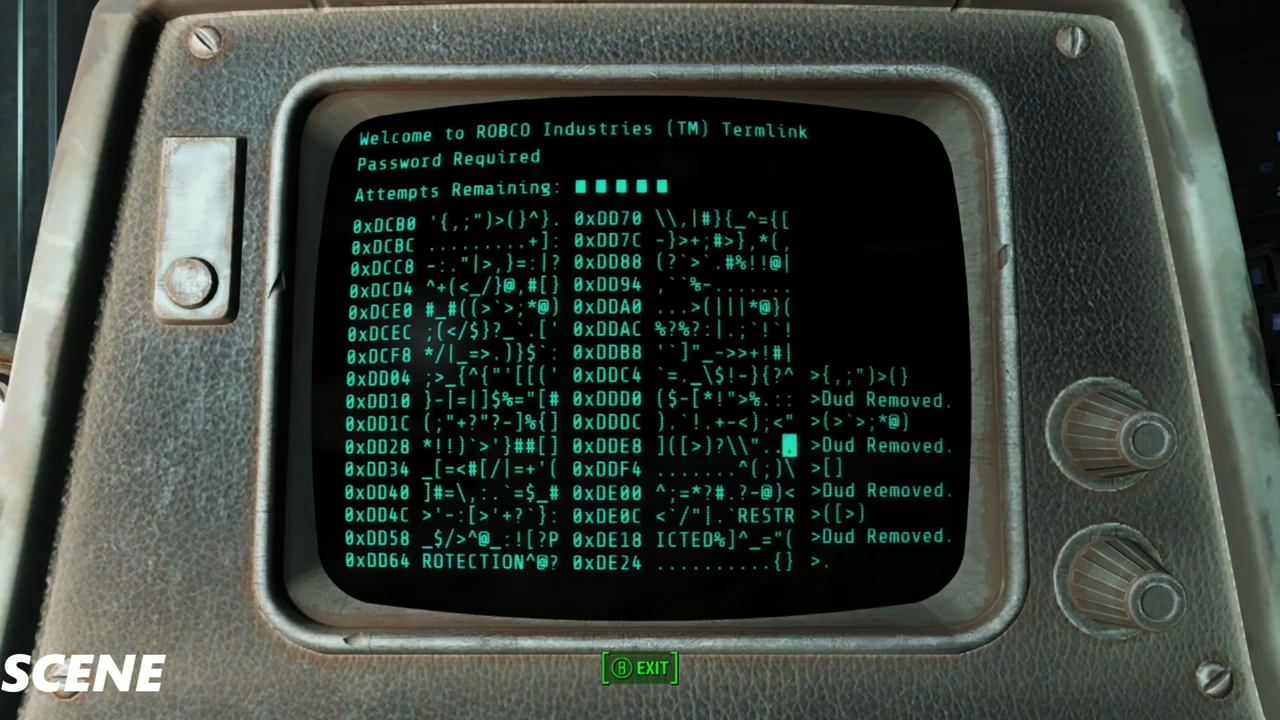 Welcome to ROBCO Industries (TM) Termlink
Password Required
Attempts Remaining: ■ ■ ■ ■ ■
0xDCB0 '{,;")>(}^}. 0xDD70 \\,|#}{_^={[
0xDCBC .........+]: 0xDD7C -}>+;#>},*(,
0xDCC8 -:."|>,}=:|? 0xDD88 (?`>`.#%!!@|
0xDCD4 ^+(<_/}@,#[} 0xDD94 ,``%-.......
0xDCE0 #_#((>`>;*@) 0xDDA0 ...>(|||*@}(
0xDCEC ;(</$}?_`.[' 0xDDAC %?%?:|.;`!`!
0xDCF8 */|_=>.)}$`: 0xDDB8 '`]"_->>+!#|
0xDD04 ;>_{^{"'[[(' 0xDDC4 `=._\$!-}{?^ >{,;")>(}
0xDD10 }-|=|]$%="[# 0xDDD0 ($-[*!">%.:: >Dud Removed.
0xDD1C (;"+?"?-]%{] 0xDDDC ).`!.+-<);<" >(>`>;*@)
0xDD28 *!!)`>'}##[] 0xDDE8 ]([>)?\\".., >Dud Removed.
0xDD34 _[=<#[/|=+'( 0xDDF4 ........^(;)\ >[]
0xDD40 ]#=\,:.`=$_# 0xDE00 ^;=*?#.?-@)< >Dud Removed.
0xDD4C >'-:[>'+?`}: 0xDE0C <`/"|.`RESTR >([>)
0xDD58 _$/>^@_:![?P 0xDE18 ICTED%]^_="( >Dud Removed.
0xDD64 ROTECTION^@? 0xDE24 ..........{} >.
SCENE
[Ⓑ EXIT]